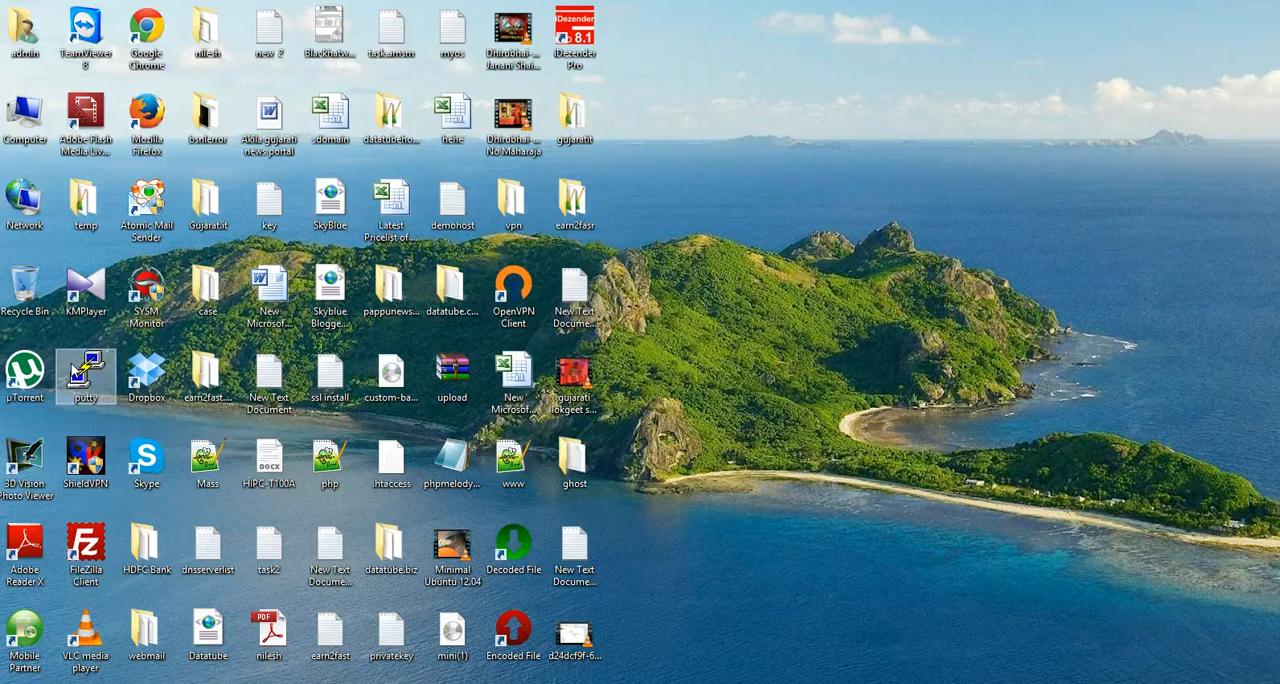 admin
TeamViewer
8
Google
Chrome
nilesh
new_2
Blackhatw...
task.amsm
myos
Dhirubhai-...
Janani Shai...
iDezender
8.1
iDezender
Pro
Computer
Adobe Flash
Media Liv...
Mozilla
Firefox
bsnlerror
Akila gujarati
news portal
sdomain
datatubeho...
hehe
Dhirubhai-...
No Maharaja
gujaratit
Network
temp
Atomic Mail
Sender
Gujarat.it
key
SkyBlue
Latest
Pricelist of ...
demohost
vpn
earn2fasr
Recycle Bin
KMPlayer
SYSM
Monitor
case
New
Microsof...
Skyblue
Blogge...
pappunews...
datatube.c...
OpenVPN
Client
New Text
Docume...
µTorrent
putty
Dropbox
earn2fast....
New Text
Document
ssl install
custom-ba...
upload
New
Microsof...
gujarati
lokgeet s...
3D Vision
Photo Viewer
ShieldVPN
Skype
Mass
DOCX
HIPC-T100A
php
.htaccess
phpmelody...
www
ghost
Adobe
Reader X
FileZilla
Client
HDFC Bank
dnsserverlist
task2
New Text
Docume...
datatube.biz
Minimal
Ubuntu 12.04
Decoded File
New Text
Docume...
Mobile
Partner
VLC media
player
webmail
Datatube
PDF
nilesh
earn2fast
privatekey
mini(1)
Encoded File
d24dcf9f-6...